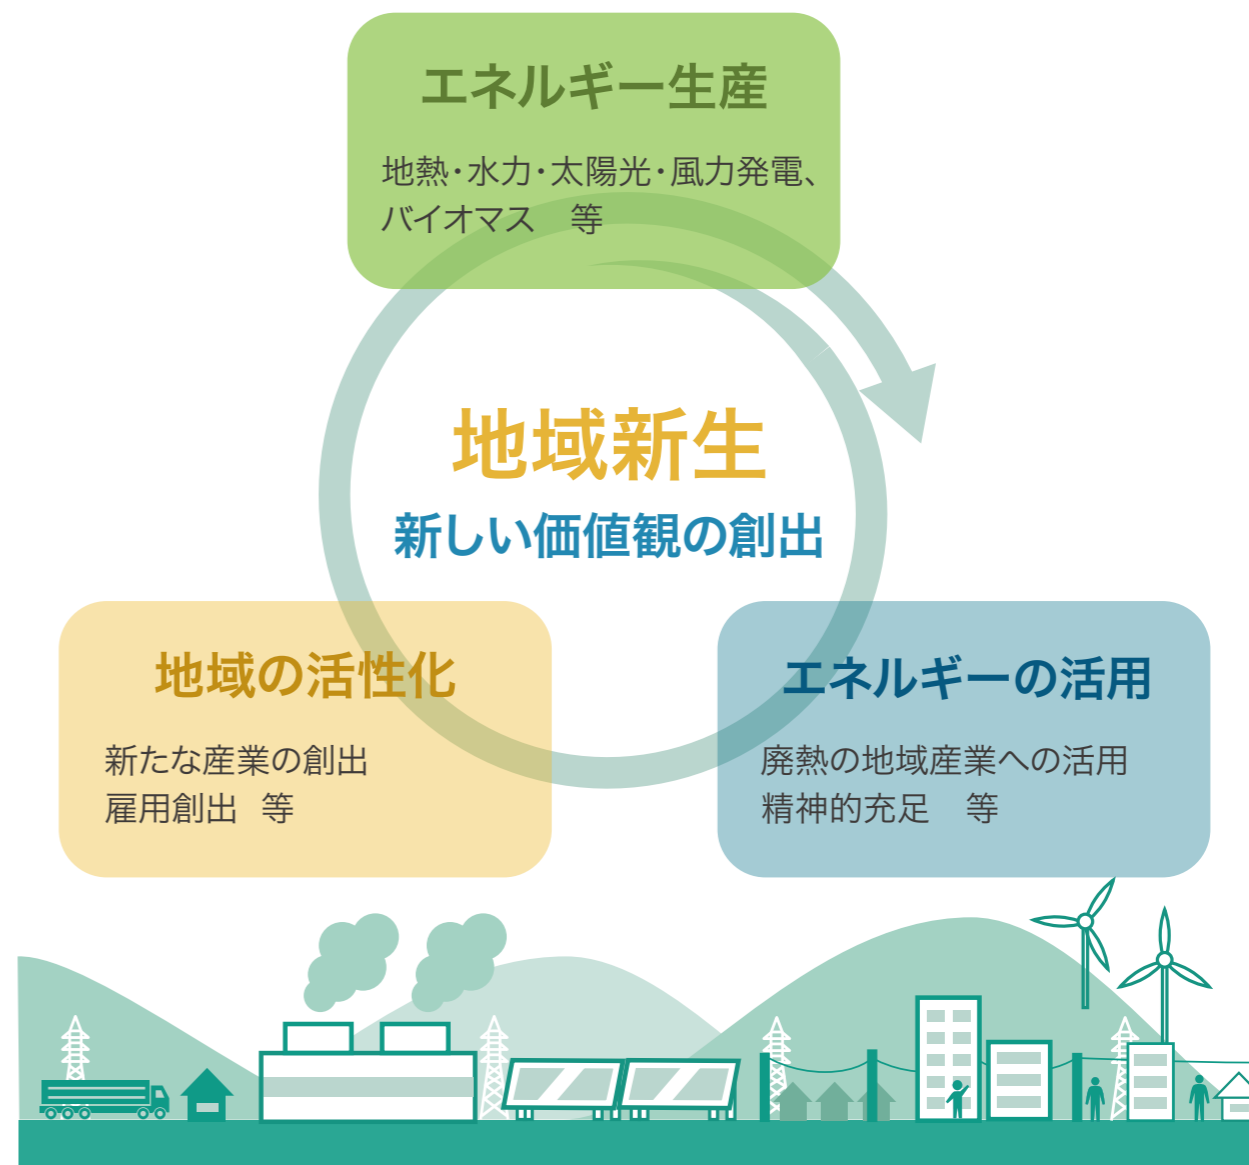 エネルギー生産
地熱・水力・太陽光・風力発電、
バイオマス　等
地域新生
新しい価値観の創出
地域の活性化
新たな産業の創出
雇用創出　等
エネルギーの活用
廃熱の地域産業への活用
精神的充足　等